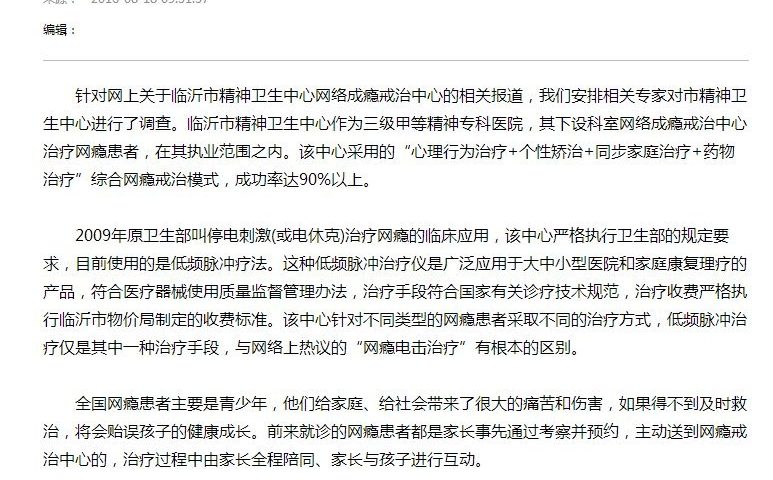 来源： 2016-08-18 09:51:57
编辑：
针对网上关于临沂市精神卫生中心网络成瘾戒治中心的相关报道，我们安排相关专家对市精神卫
生中心进行了调查。临沂市精神卫生中心作为三级甲等精神专科医院，其下设科室网络成瘾戒治中心
治疗网瘾患者，在其执业范围之内。该中心采用的“心理行为治疗+个性矫治+同步家庭治疗+药物
治疗”综合网瘾戒治模式，成功率达90%以上。
2009年原卫生部叫停电刺激(或电休克)治疗网瘾的临床应用，该中心严格执行卫生部的规定要
求，目前使用的是低频脉冲疗法。这种低频脉冲治疗仪是广泛应用于大中小型医院和家庭康复理疗的
产品，符合医疗器械使用质量监督管理办法，治疗手段符合国家有关诊疗技术规范，治疗收费严格执
行临沂市物价局制定的收费标准。该中心针对不同类型的网瘾患者采取不同的治疗方式，低频脉冲治
疗仅是其中一种治疗手段，与网络上热议的“网瘾电击治疗”有根本的区别。
全国网瘾患者主要是青少年，他们给家庭、给社会带来了很大的痛苦和伤害，如果得不到及时救
治，将会贻误孩子的健康成长。前来就诊的网瘾患者都是家长事先通过考察并预约，主动送到网瘾戒
治中心的，治疗过程中由家长全程陪同、家长与孩子进行互动。